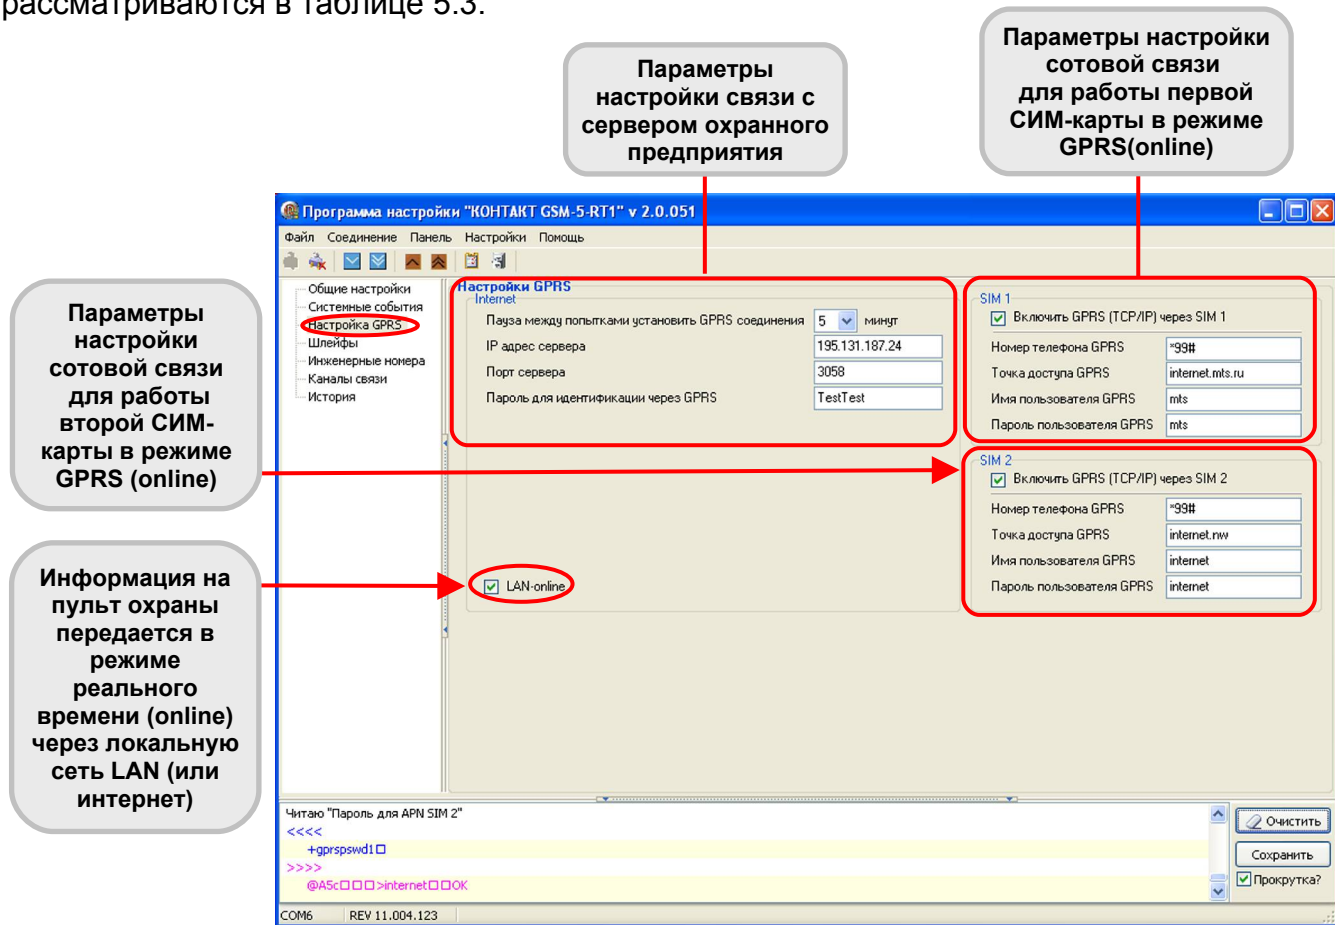 рассматриваются в таблице 5.3.
Параметры
настройки связи с
сервером охранного
предприятия
Параметры настройки
сотовой связи
для работы первой
СИМ-карты в режиме
GPRS(online)
Параметры
настройки
сотовой связи
для работы
второй СИМ-
карты в режиме
GPRS (online)
Информация на
пульт охраны
передается в
режиме
реального
времени (online)
через локальную
сеть LAN (или
интернет)
Программа настройки "КОНТАКТ GSM-5-RT1" v 2.0.051
Файл Соединение Панель Настройки Помощь
Общие настройки
Системные события
Настройка GPRS
Шлейфы
Инженерные номера
Каналы связи
История
Настройки GPRS
Internet
Пауза между попытками установить GPRS соединения 5 минут
IP адрес сервера 195.131.187.24
Порт сервера 3058
Пароль для идентификации через GPRS TestTest
LAN-online
SIM 1
Включить GPRS (TCP/IP) через SIM 1
Номер телефона GPRS *99#
Точка доступа GPRS internet.mts.ru
Имя пользователя GPRS mts
Пароль пользователя GPRS mts
SIM 2
Включить GPRS (TCP/IP) через SIM 2
Номер телефона GPRS *99#
Точка доступа GPRS internet.nw
Имя пользователя GPRS internet
Пароль пользователя GPRS internet
Читаю "Пароль для APN SIM 2"
<<<<
+gprspswd1□
>>>>
@A5c□□□>internet□□OK
Очистить
Сохранить
Прокрутка?
COM6 REV 11.004.123